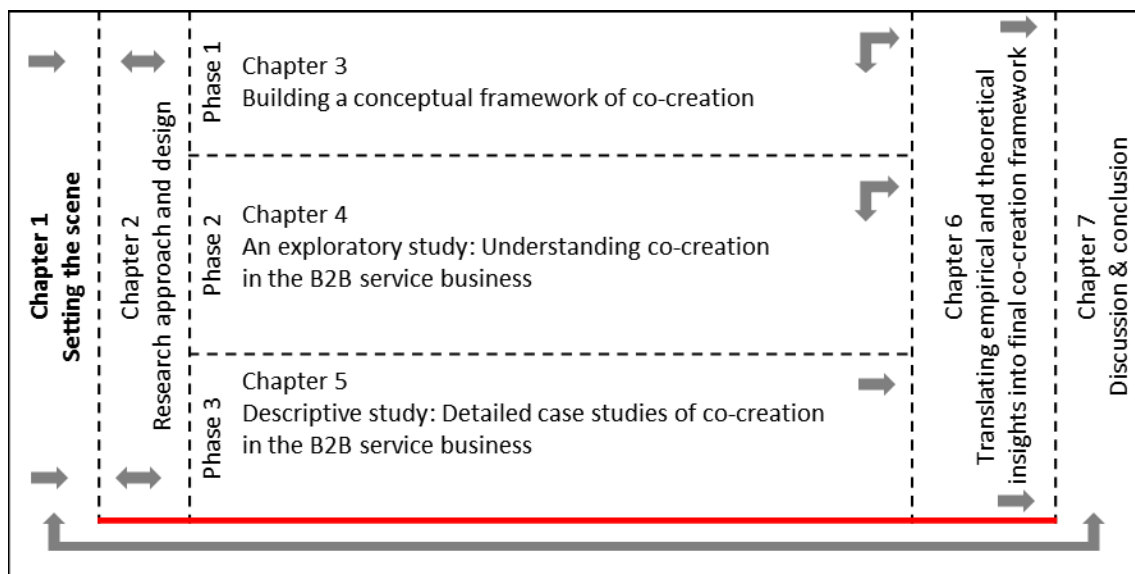 Chapter 1
Setting the scene
Chapter 2
Research approach and design
Phase 1
Chapter 3
Building a conceptual framework of co-creation
Phase 2
Chapter 4
An exploratory study: Understanding co-creation
in the B2B service business
Phase 3
Chapter 5
Descriptive study: Detailed case studies of co-creation
in the B2B service business
Chapter 6
Translating empirical and theoretical
insights into final co-creation framework
Chapter 7
Discussion & conclusion